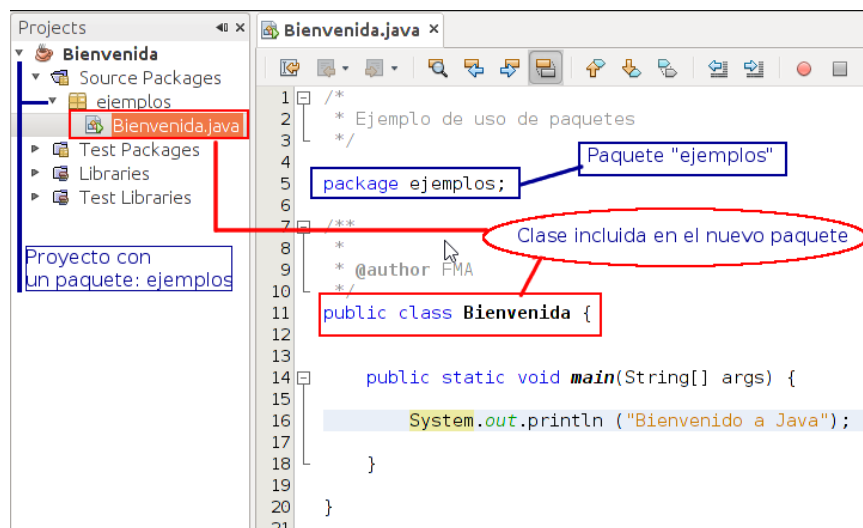 Projects
Bienvenida
Source Packages
ejemplos
Bienvenida.java
Test Packages
Libraries
Test Libraries
Proyecto con
un paquete: ejemplos
Bienvenida.java
1 /*
2 * Ejemplo de uso de paquetes
3 */
4
Paquete "ejemplos"
5 package ejemplos;
6
7 /**
8 *
Clase incluida en el nuevo paquete
9 * @author FMA
10 */
11 public class Bienvenida {
12
13
14 public static void main(String[] args) {
15
16 System.out.println ("Bienvenido a Java");
17
18 }
19
20 }
21